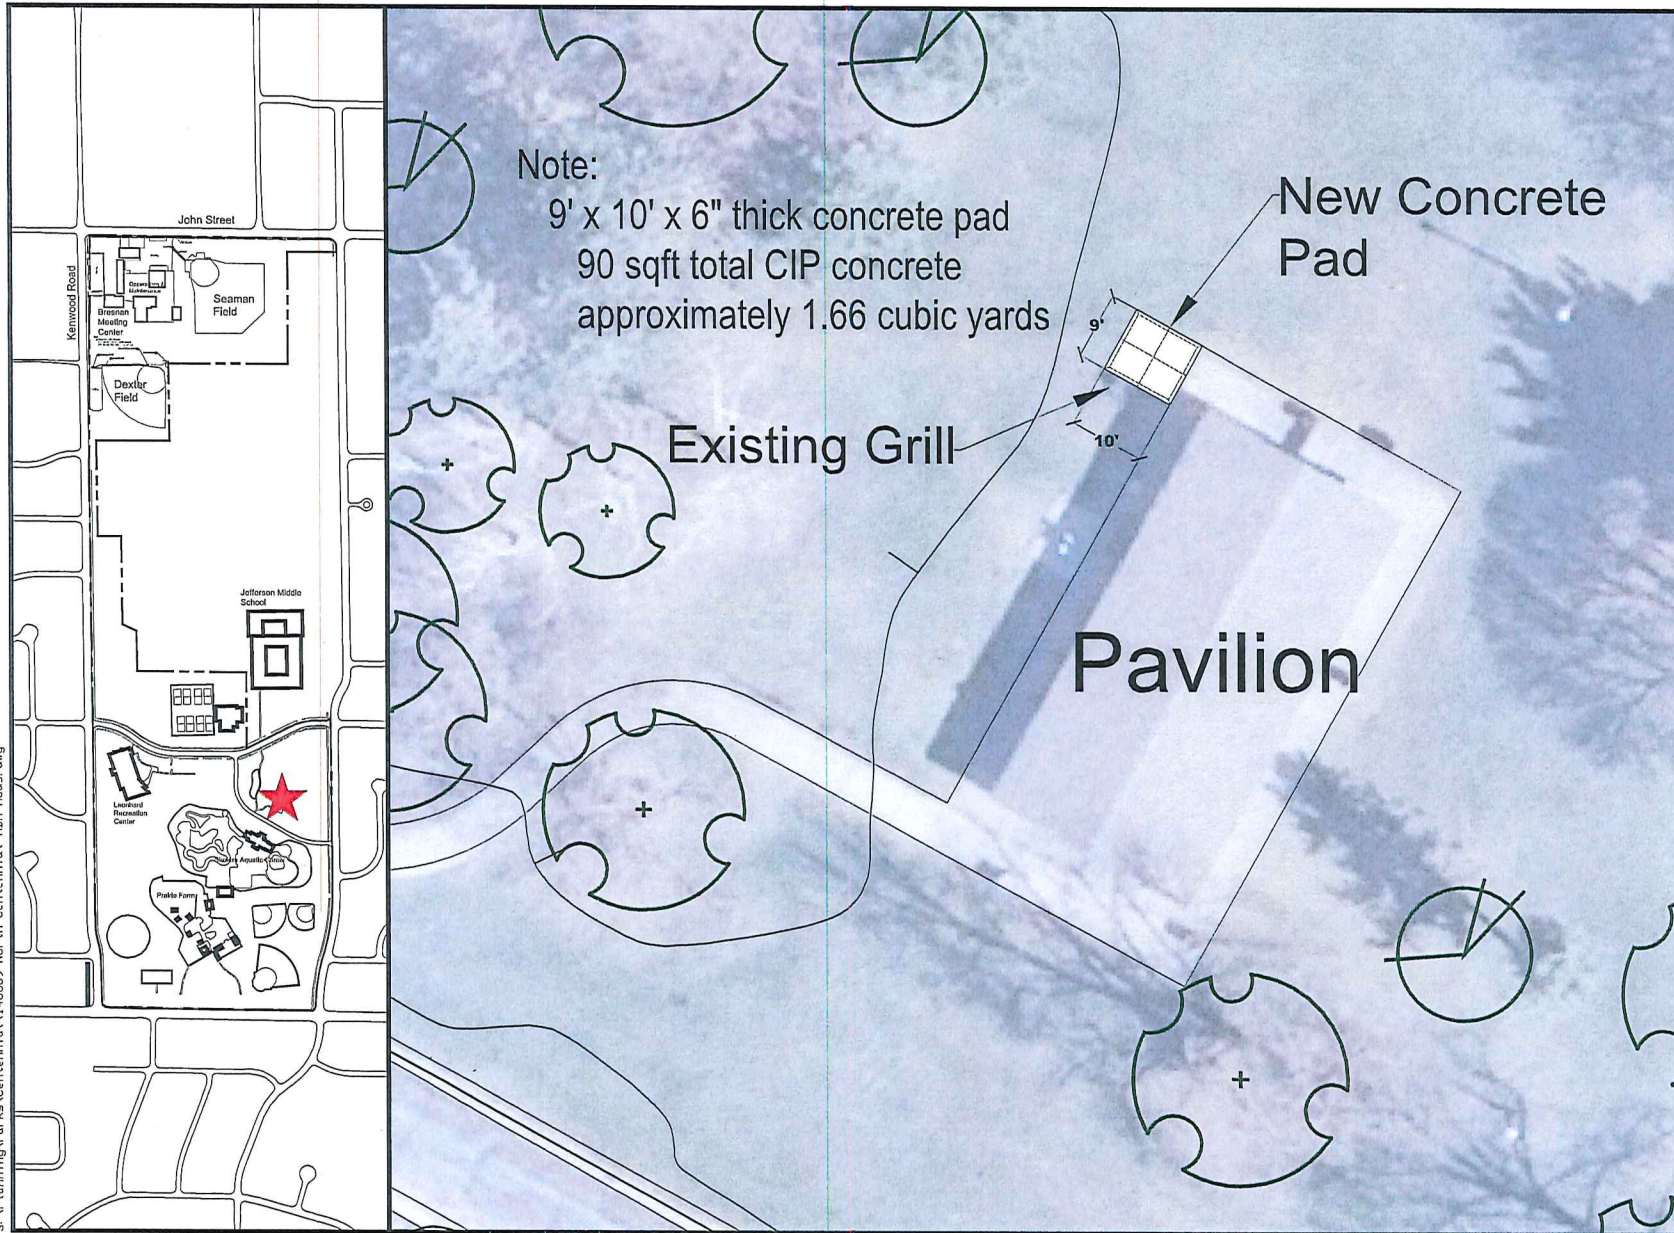 John Street
Kenwood Road
Seaman
Field
Bresnan
Meeting
Center
Dexter
Field
Jefferson Middle
School
Leonhard
Recreation
Center
Aquatic
Prairie Farm
Note:
9' x 10' x 6" thick concrete pad
90 sqft total CIP concrete
approximately 1.66 cubic yards
New Concrete
Pad
9'
Existing Grill
10'
Pavilion